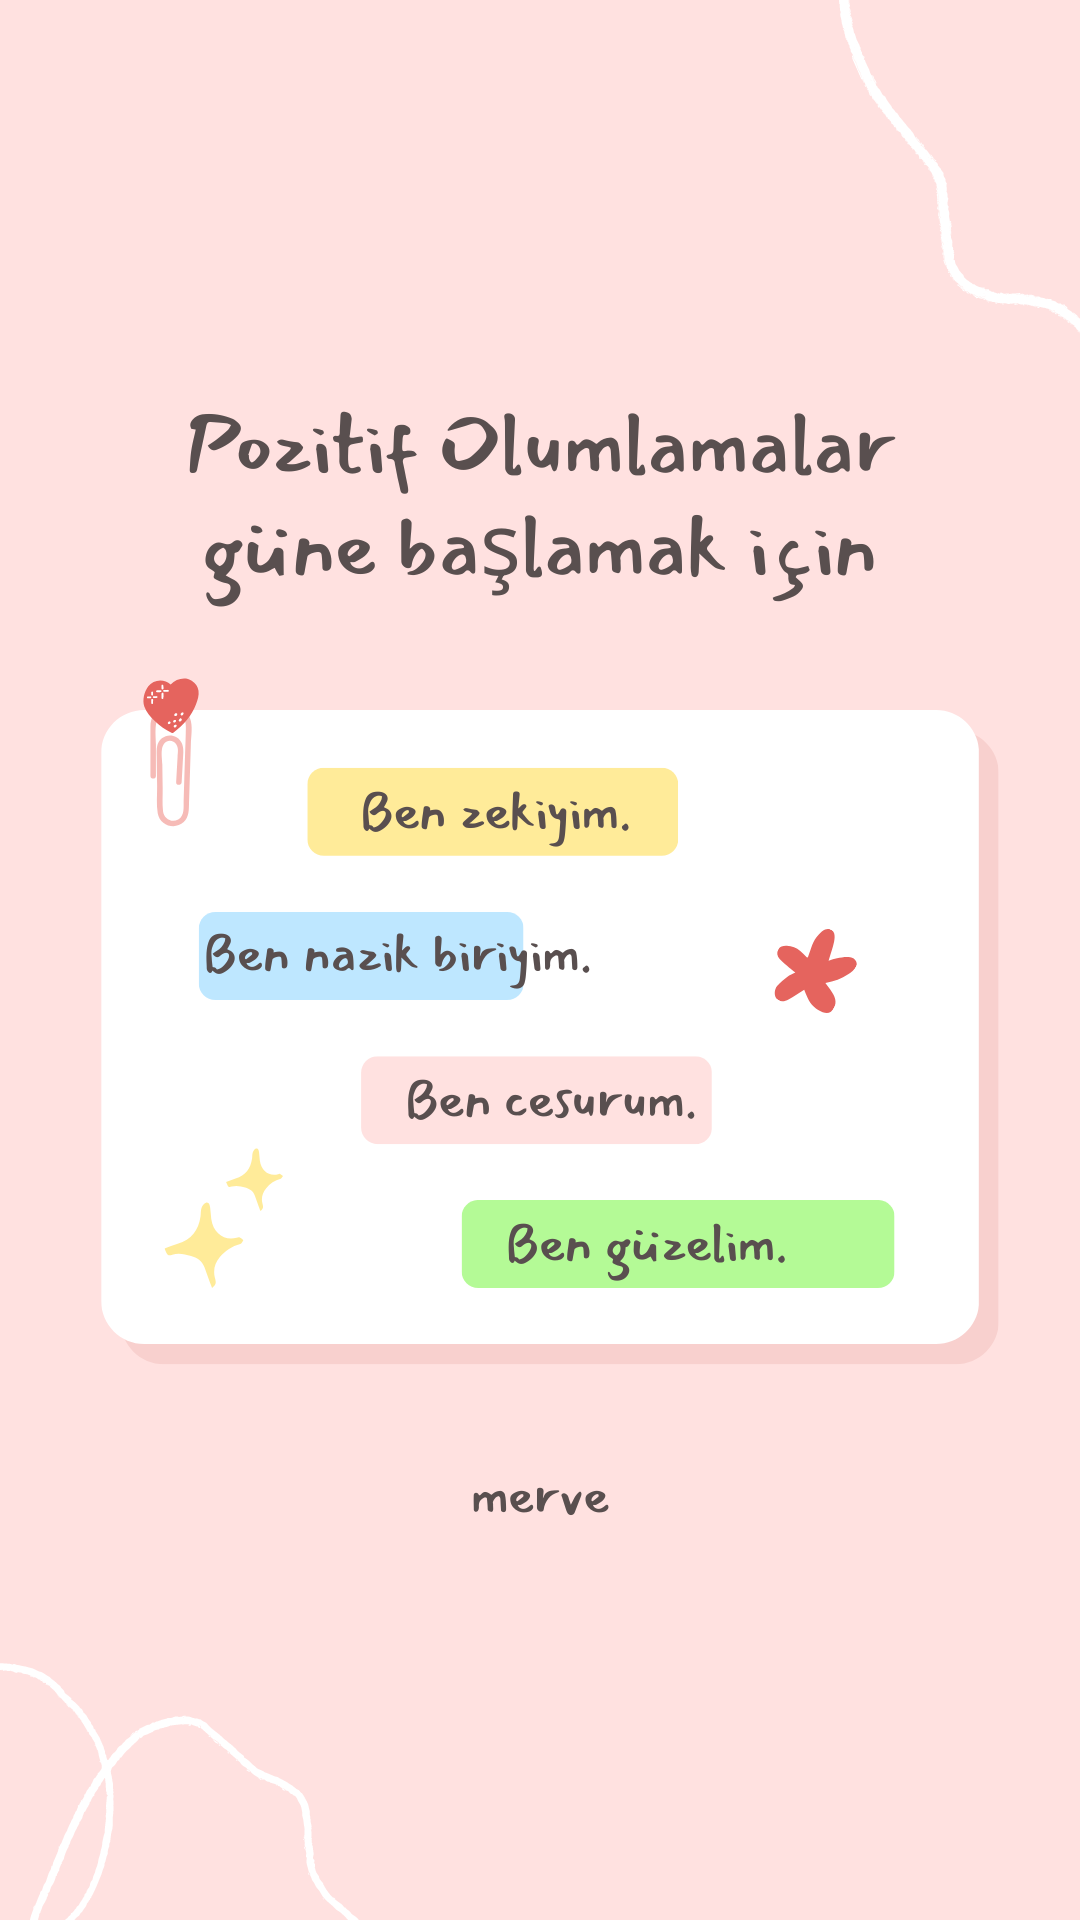 Pozitif Olumlamalar
güne başlamak için
Ben zekiyim.
Ben nazik biriyim.
Ben cesurum.
Ben güzelim.
merve